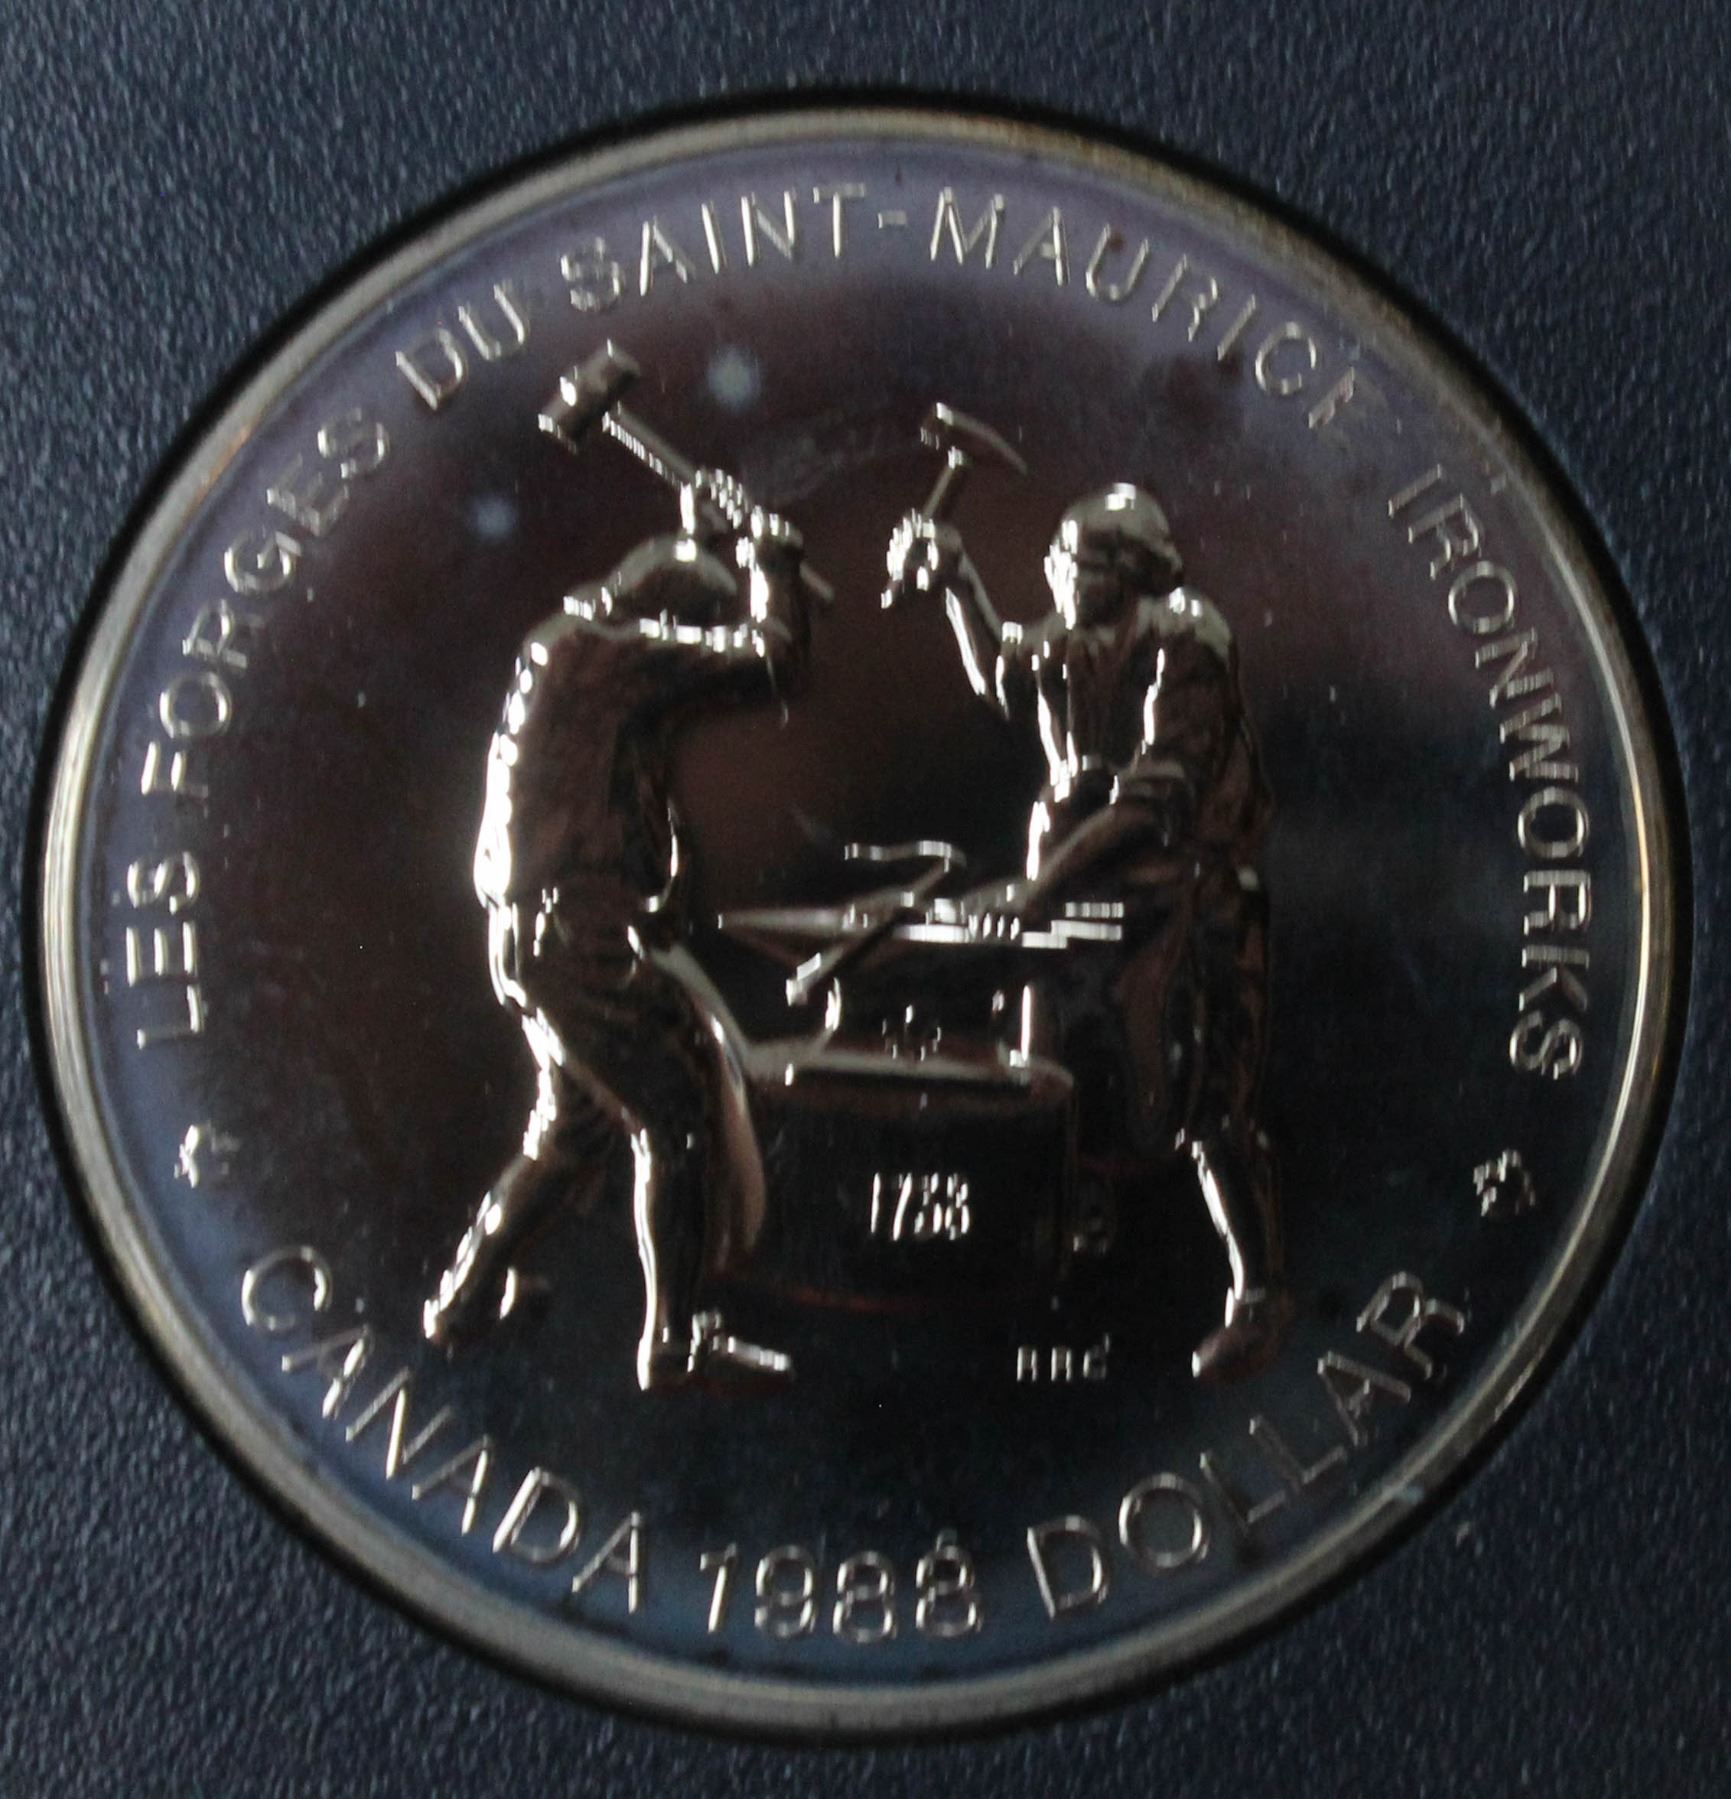 LES FORGES DU SAINT-MAURICE IRONWORKS
1738
RRC
CANADA 1988 DOLLAR